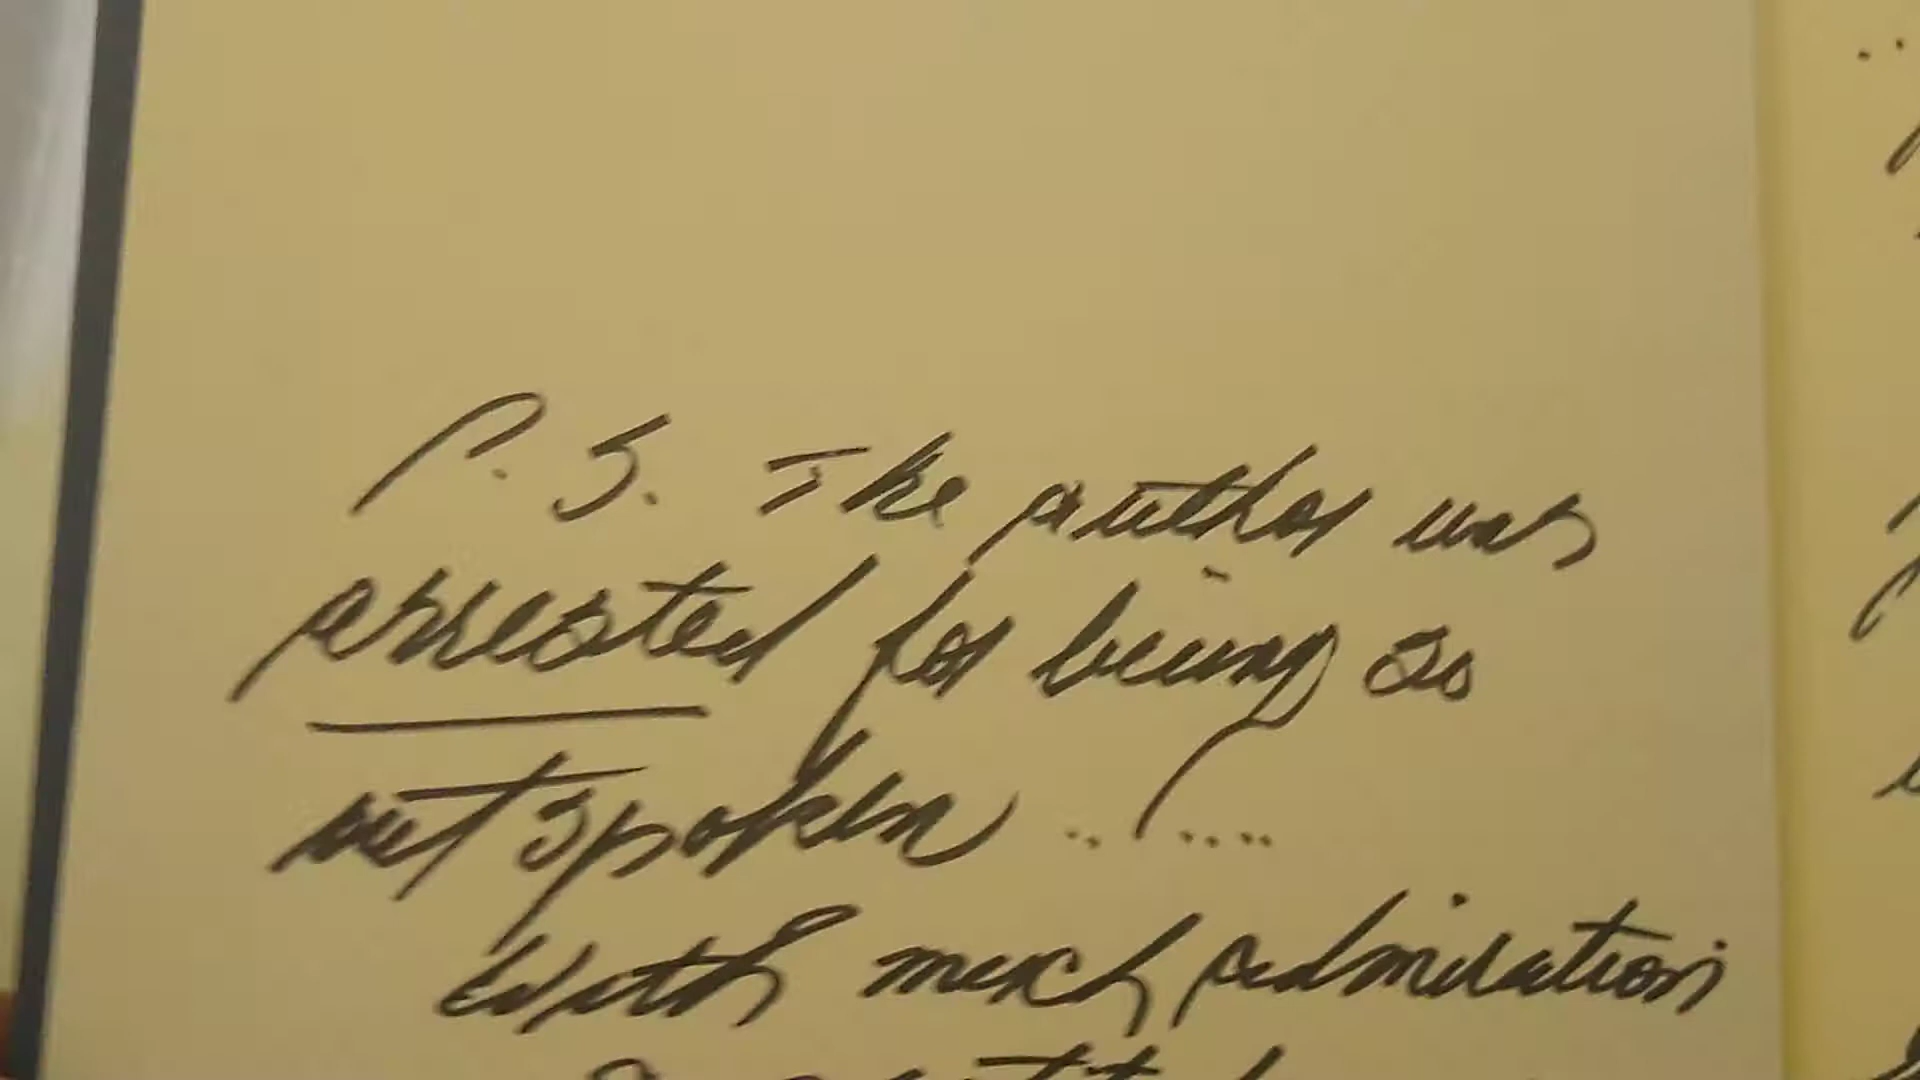 P. S. The author was
arrested for being so
outspoken .. ....
With much admiration